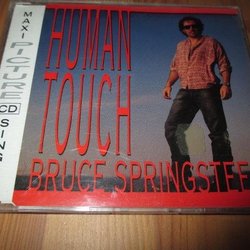 MAXI PICTURE CD SING
HUMAN
TOUCH
BRUCE SPRINGSTEE